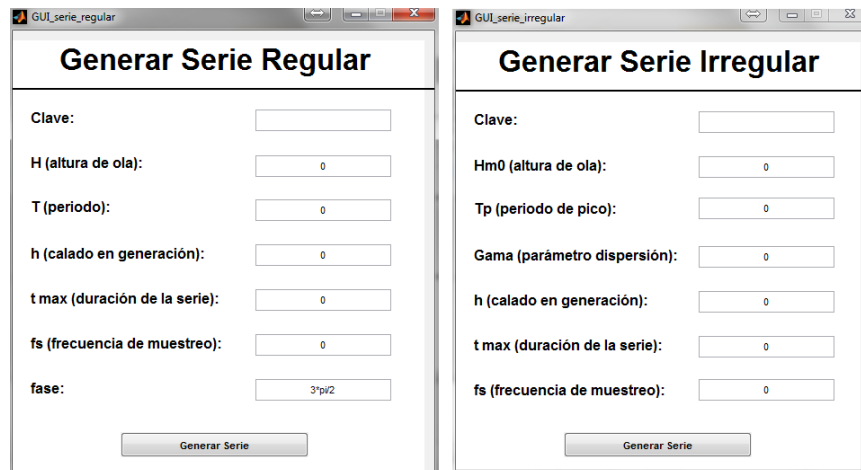 GUI_serie_regular
Generar Serie Regular
Clave:
H (altura de ola):
0
T (periodo):
0
h (calado en generación):
0
t max (duración de la serie):
0
fs (frecuencia de muestreo):
0
fase:
3*pi/2
Generar Serie
GUI_serie_irregular
Generar Serie Irregular
Clave:
Hm0 (altura de ola):
0
Tp (periodo de pico):
0
Gama (parámetro dispersión):
0
h (calado en generación):
0
t max (duración de la serie):
0
fs (frecuencia de muestreo):
0
Generar Serie